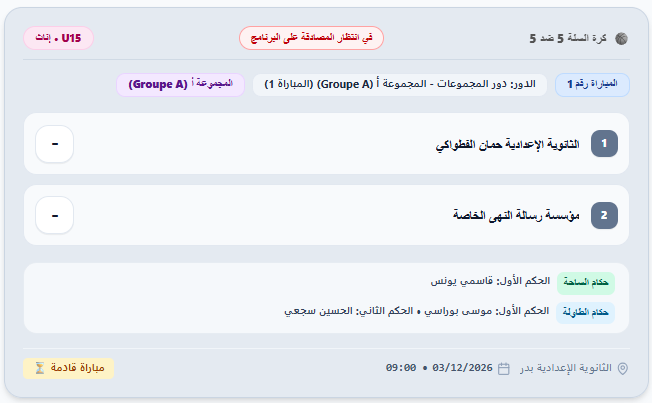 كرة السلة 5 ضد 5
في انتظار المصادقة على البرنامج
U15 • إناث
المباراة رقم 1
الدور: دور المجموعات - المجموعة أ (Groupe A) (المباراة 1)
المجموعة أ (Groupe A)
1 الثانوية الإعدادية حمان الفطواكي -
2 مؤسسة رسالة النهى الخاصة -
حكام الساحة الحكم الأول: قاسمي يونس
حكام الطاولة الحكم الأول: موسى بوراسي • الحكم الثاني: الحسين سجعي
الثانوية الإعدادية بدر 03/12/2026 • 09:00
مباراة قادمة ⏳